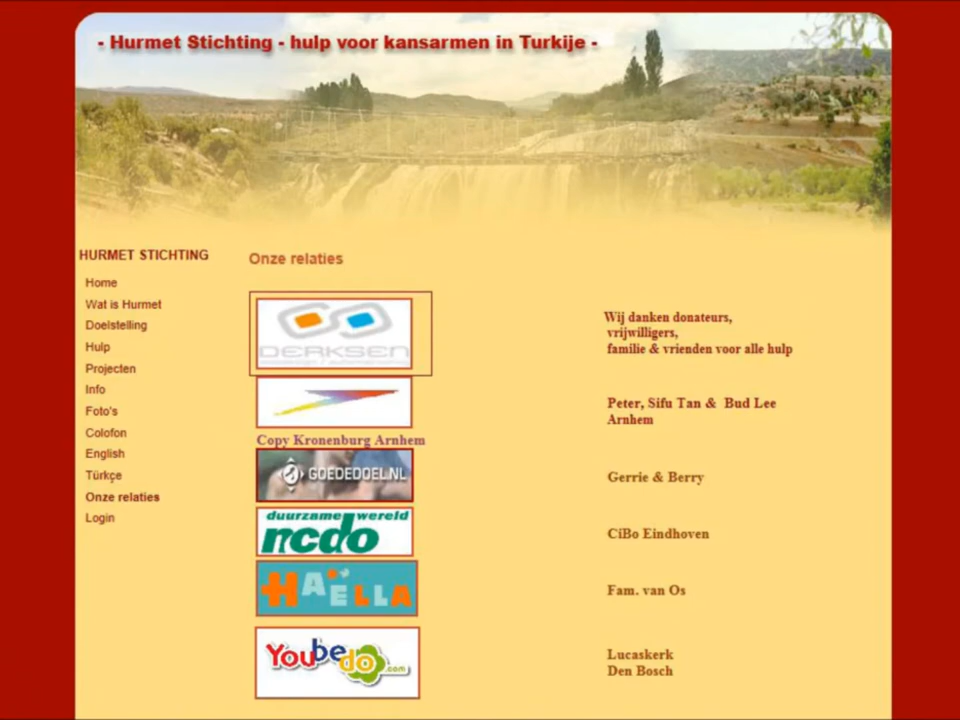 - Hurmet Stichting - hulp voor kansarmen in Turkije -
HURMET STICHTING
Home
Wat is Hurmet
Doelstelling
Hulp
Projecten
Info
Foto's
Colofon
English
Türkçe
Onze relaties
Login
Onze relaties
DERKSEN
Copy Kronenburg Arnhem
GOEDEDOEL.NL
duurzame wereld
ncdo
HAËLLA
Youbedo.com
Wij danken donateurs,
vrijwilligers,
familie & vrienden voor alle hulp
Peter, Sifu Tan & Bud Lee
Arnhem
Gerrie & Berry
CiBo Eindhoven
Fam. van Os
Lucaskerk
Den Bosch